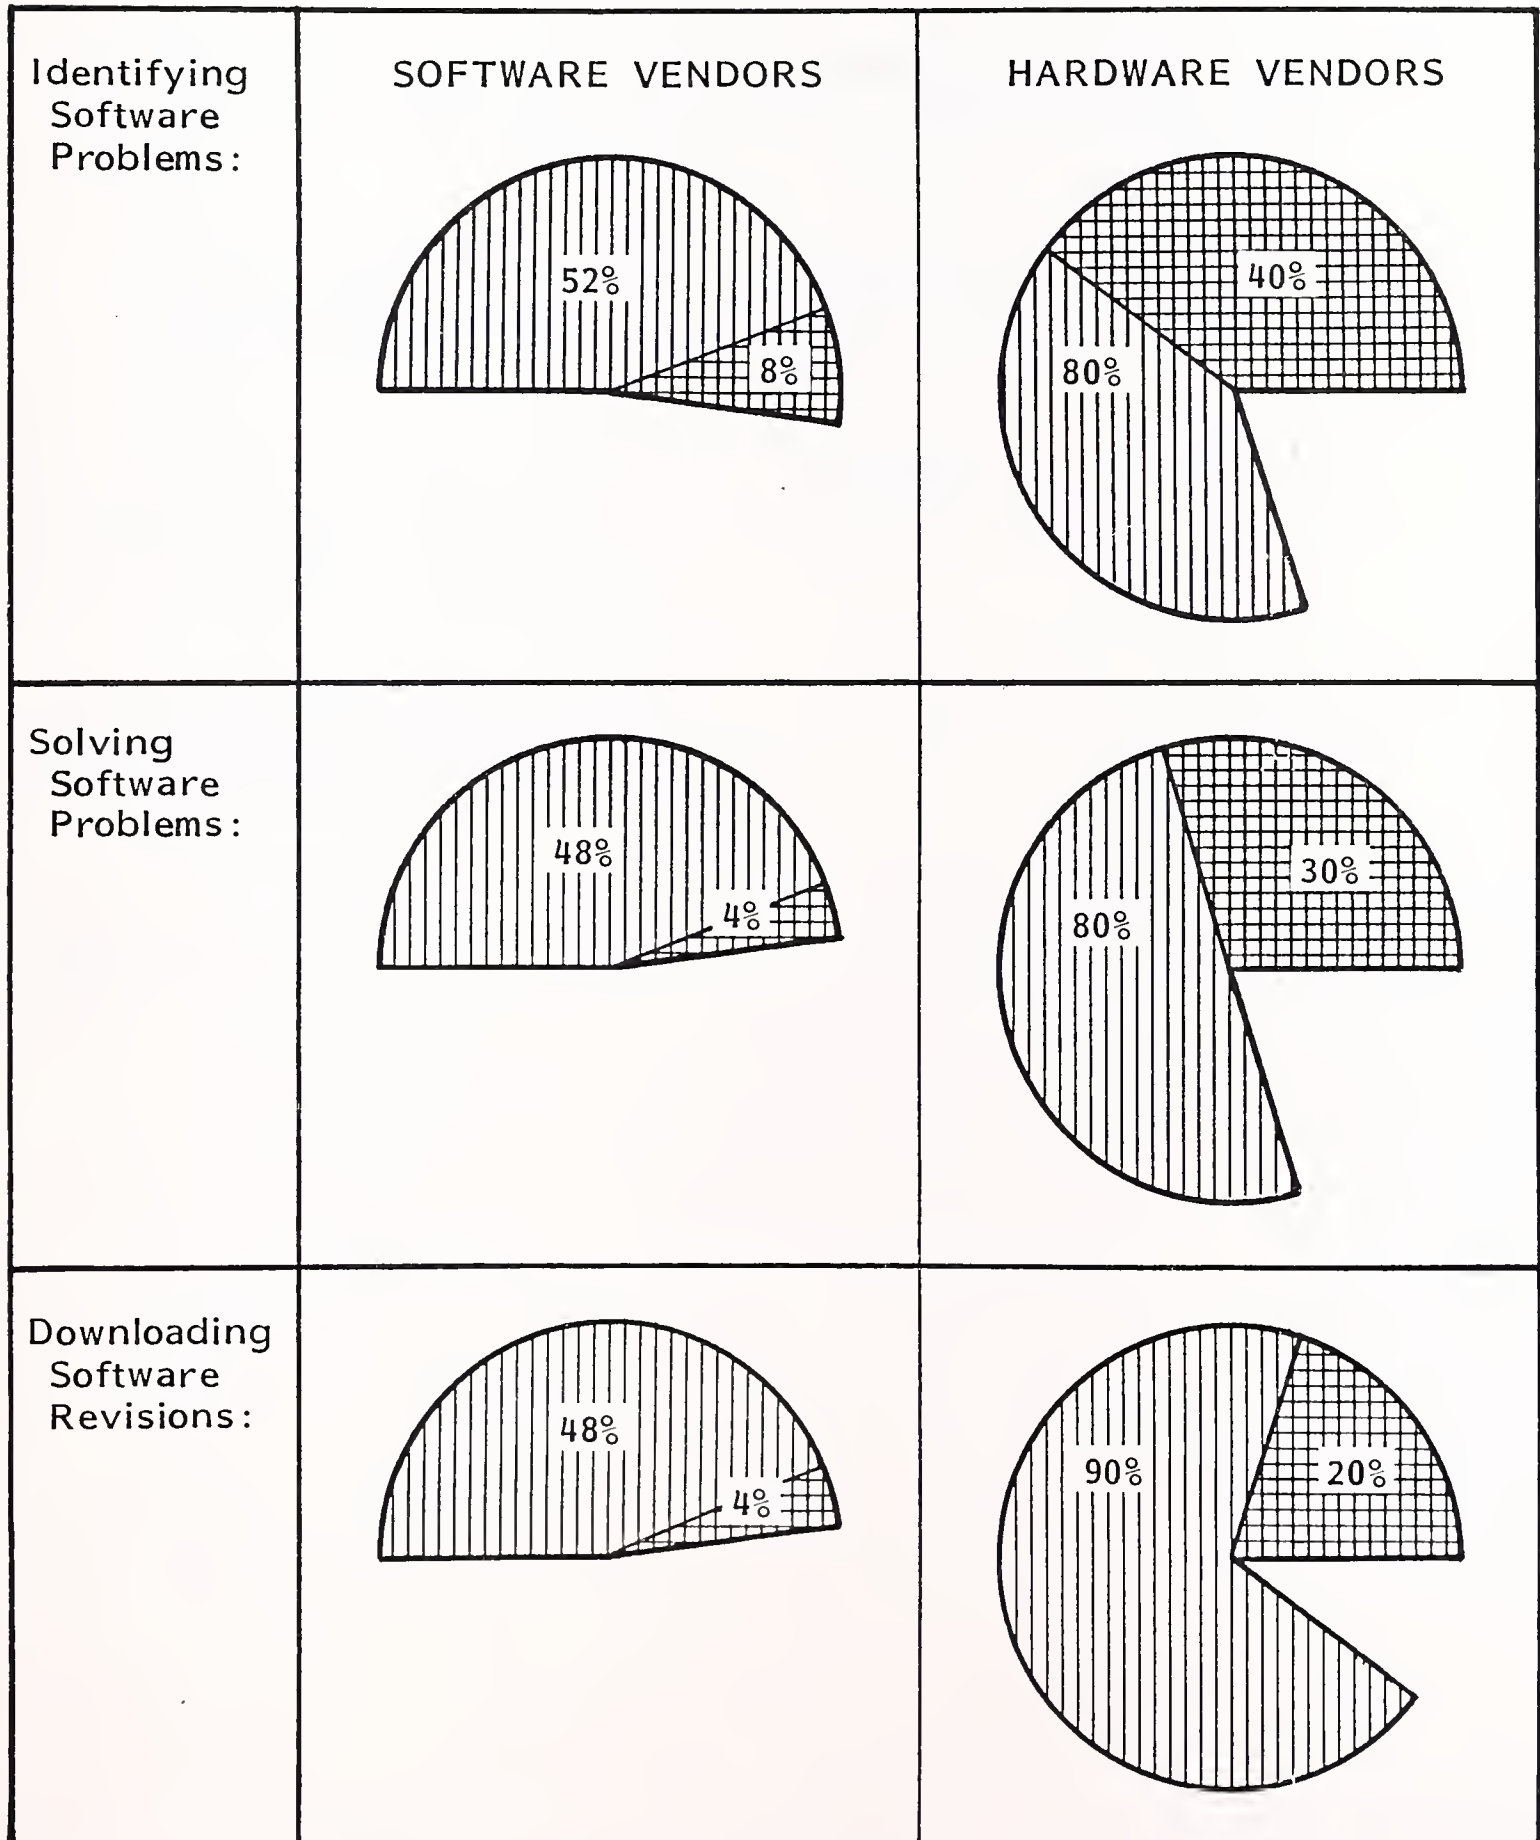 Identifying
Software
Problems:
SOFTWARE VENDORS
HARDWARE VENDORS
52%
8%
40%
80%
Solving
Software
Problems:
48%
4%
30%
80%
Downloading
Software
Revisions:
48%
4%
90%
20%